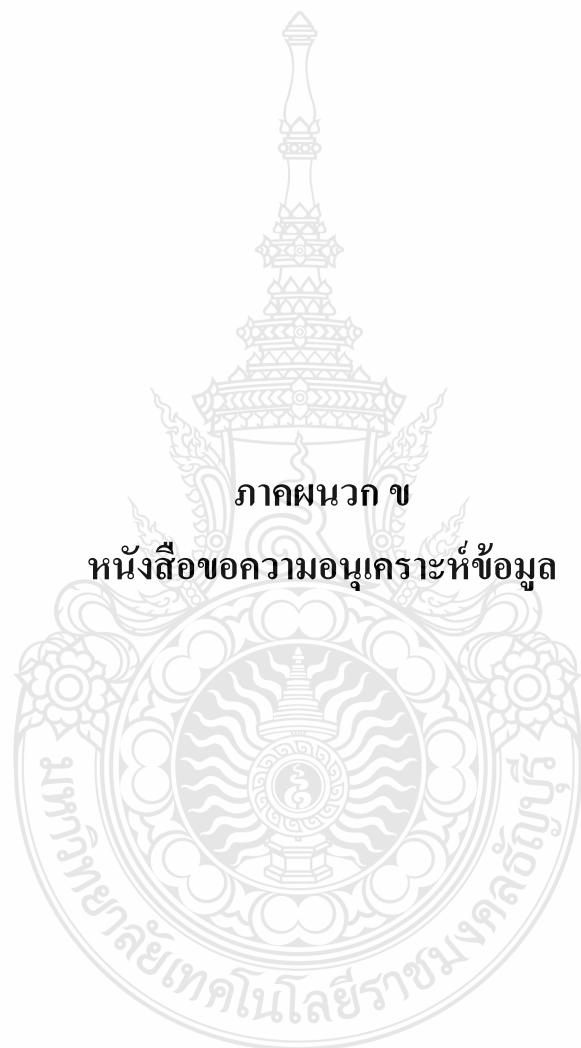 ภาคผนวก ข
หนังสือขอความอนุเคราะห์ข้อมูล
มหาวิทยาลัยเทคโนโลยีราชมงคลธัญบุรี